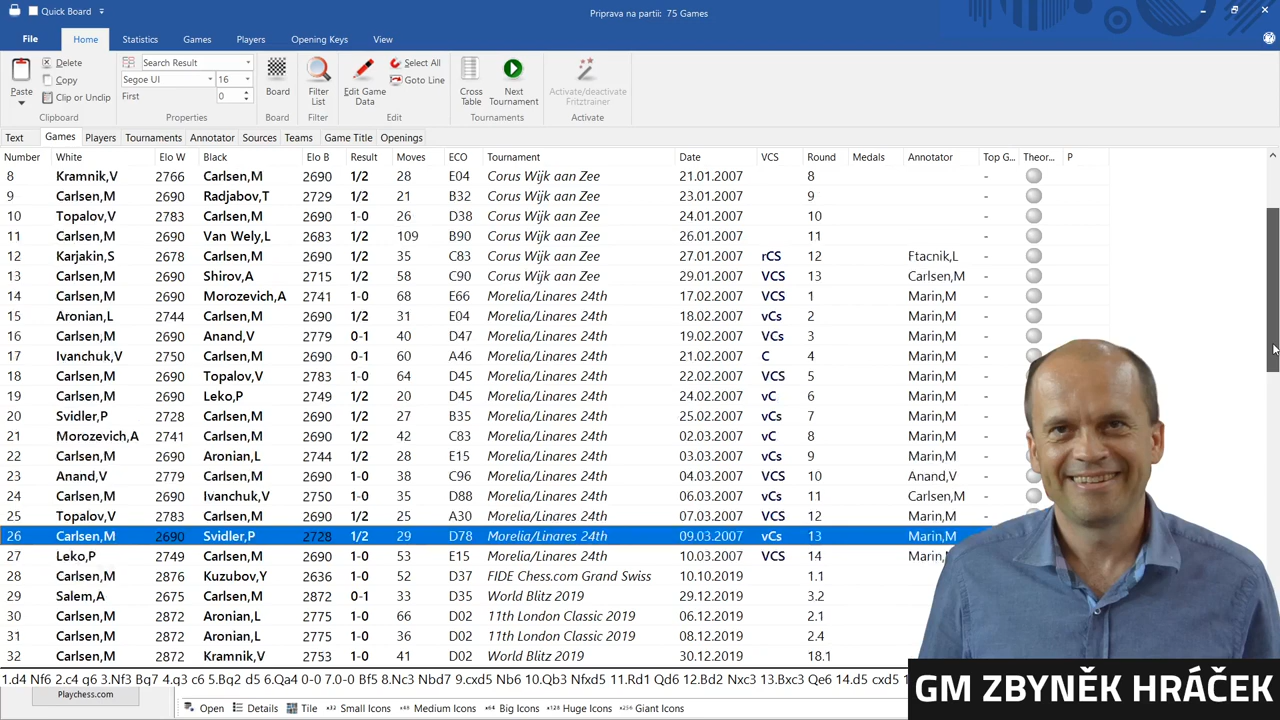 Quick Board
Priprava na partii: 75 Games
File Home Statistics Games Players Opening Keys View
Paste Delete Copy Clip or Undip Clipboard
Search Result Segoe UI 16 First 0 Properties
Board Board
Filter List Filter
Edit Game Data Select All Goto Line Edit
Cross Table Next Tournament Tournaments
Activate/deactivate Fritztrainer Activate
Text Games Players Tournaments Annotator Sources Teams Game Title Openings
Number White Elo W Black Elo B Result Moves ECO Tournament Date VCS Round Medals Annotator Top G... Theor... P
8 Kramnik,V 2766 Carlsen,M 2690 1/2 28 E04 Corus Wijk aan Zee 21.01.2007 8 -
9 Carlsen,M 2690 Radjabov,T 2729 1/2 21 B32 Corus Wijk aan Zee 23.01.2007 9 -
10 Topalov,V 2783 Carlsen,M 2690 1-0 26 D38 Corus Wijk aan Zee 24.01.2007 10 -
11 Carlsen,M 2690 Van Wely,L 2683 1/2 109 B90 Corus Wijk aan Zee 26.01.2007 11 -
12 Karjakin,S 2678 Carlsen,M 2690 1/2 35 C83 Corus Wijk aan Zee 27.01.2007 rCS 12 Ftacnik,L -
13 Carlsen,M 2690 Shirov,A 2715 1/2 58 C90 Corus Wijk aan Zee 29.01.2007 VCS 13 Carlsen,M -
14 Carlsen,M 2690 Morozevich,A 2741 1-0 68 E66 Morelia/Linares 24th 17.02.2007 VCS 1 Marin,M -
15 Aronian,L 2744 Carlsen,M 2690 1/2 31 E04 Morelia/Linares 24th 18.02.2007 vCs 2 Marin,M -
16 Carlsen,M 2690 Anand,V 2779 0-1 40 D47 Morelia/Linares 24th 20.02.2007 VCs 3 Marin,M -
17 Ivanchuk,V 2750 Carlsen,M 2690 0-1 60 A46 Morelia/Linares 24th 21.02.2007 C 4 Marin,M -
18 Carlsen,M 2690 Topalov,V 2783 1-0 64 D45 Morelia/Linares 24th 22.02.2007 VCS 5 Marin,M -
19 Carlsen,M 2690 Leko,P 2749 1/2 20 D45 Morelia/Linares 24th 24.02.2007 vC 6 Marin,M -
20 Svidler,P 2728 Carlsen,M 2690 1/2 27 B35 Morelia/Linares 24th 25.02.2007 vCs 7 Marin,M -
21 Morozevich,A 2741 Carlsen,M 2690 1/2 42 C83 Morelia/Linares 24th 02.03.2007 vC 8 Marin,M -
22 Carlsen,M 2690 Aronian,L 2744 1/2 38 E15 Morelia/Linares 24th 03.03.2007 vCs 9 Marin,M -
23 Anand,V 2779 Carlsen,M 2690 1-0 38 C96 Morelia/Linares 24th 04.03.2007 VCS 10 Anand,V -
24 Carlsen,M 2690 Ivanchuk,V 2750 1-0 35 D88 Morelia/Linares 24th 06.03.2007 vCs 11 Carlsen,M -
25 Topalov,V 2783 Carlsen,M 2690 1/2 25 A30 Morelia/Linares 24th 07.03.2007 VCS 12 Marin,M -
26 Carlsen,M 2690 Svidler,P 2728 1/2 29 D78 Morelia/Linares 24th 09.03.2007 vCs 13 Marin,M
27 Leko,P 2749 Carlsen,M 2690 1/2 53 E15 Morelia/Linares 24th 10.03.2007 VCS 14 Marin,M
28 Carlsen,M 2876 Kuzubov,Y 2636 1-0 52 D37 FIDE Chess.com Grand Swiss 10.10.2019 1.1
29 Salem,A 2675 Carlsen,M 2872 0-1 33 D35 World Blitz 2019 29.12.2019 2.1
30 Carlsen,M 2872 Aronian,L 2775 1-0 66 D02 11th London Classic 2019 06.12.2019 2.1
31 Carlsen,M 2872 Aronian,L 2775 1-0 36 D02 11th London Classic 2019 08.12.2019 2.4
32 Carlsen,M 2872 Kramnik,V 2753 1-0 41 D02 World Blitz 2019 30.12.2019 18.1
1.d4 Nf6 2.c4 g6 3.Nf3 Bg7 4.g3 c6 5.Bg2 d5 6.Qa4 0-0 7.0-0 Bf5 8.Nc3 Nbd7 9.cxd5 Nb6 10.Qb3 Nfxd5 11.Rd1 Qd6 12.Bd2 Nxc3 13.Bxc3 Qe6 14.d5 cxd5
Playchess.com
Open Details Tile Small Icons Medium Icons Big Icons Huge Icons Giant Icons
GM ZBYNĚK HRÁČEK